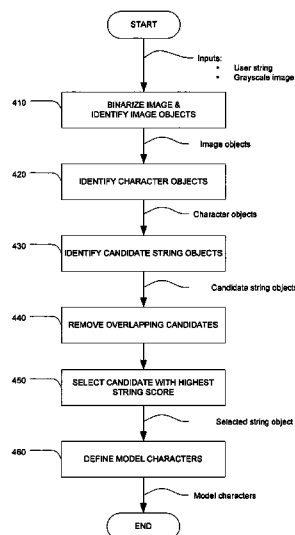 START
Inputs:
• User string
• Grayscale image
410
BINARIZE IMAGE &
IDENTIFY IMAGE OBJECTS
Image objects
420
IDENTIFY CHARACTER OBJECTS
Character objects
430
IDENTIFY CANDIDATE STRING OBJECTS
Candidate string objects
440
REMOVE OVERLAPPING CANDIDATES
450
SELECT CANDIDATE WITH HIGHEST
STRING SCORE
Selected string object
460
DEFINE MODEL CHARACTERS
Model characters
END